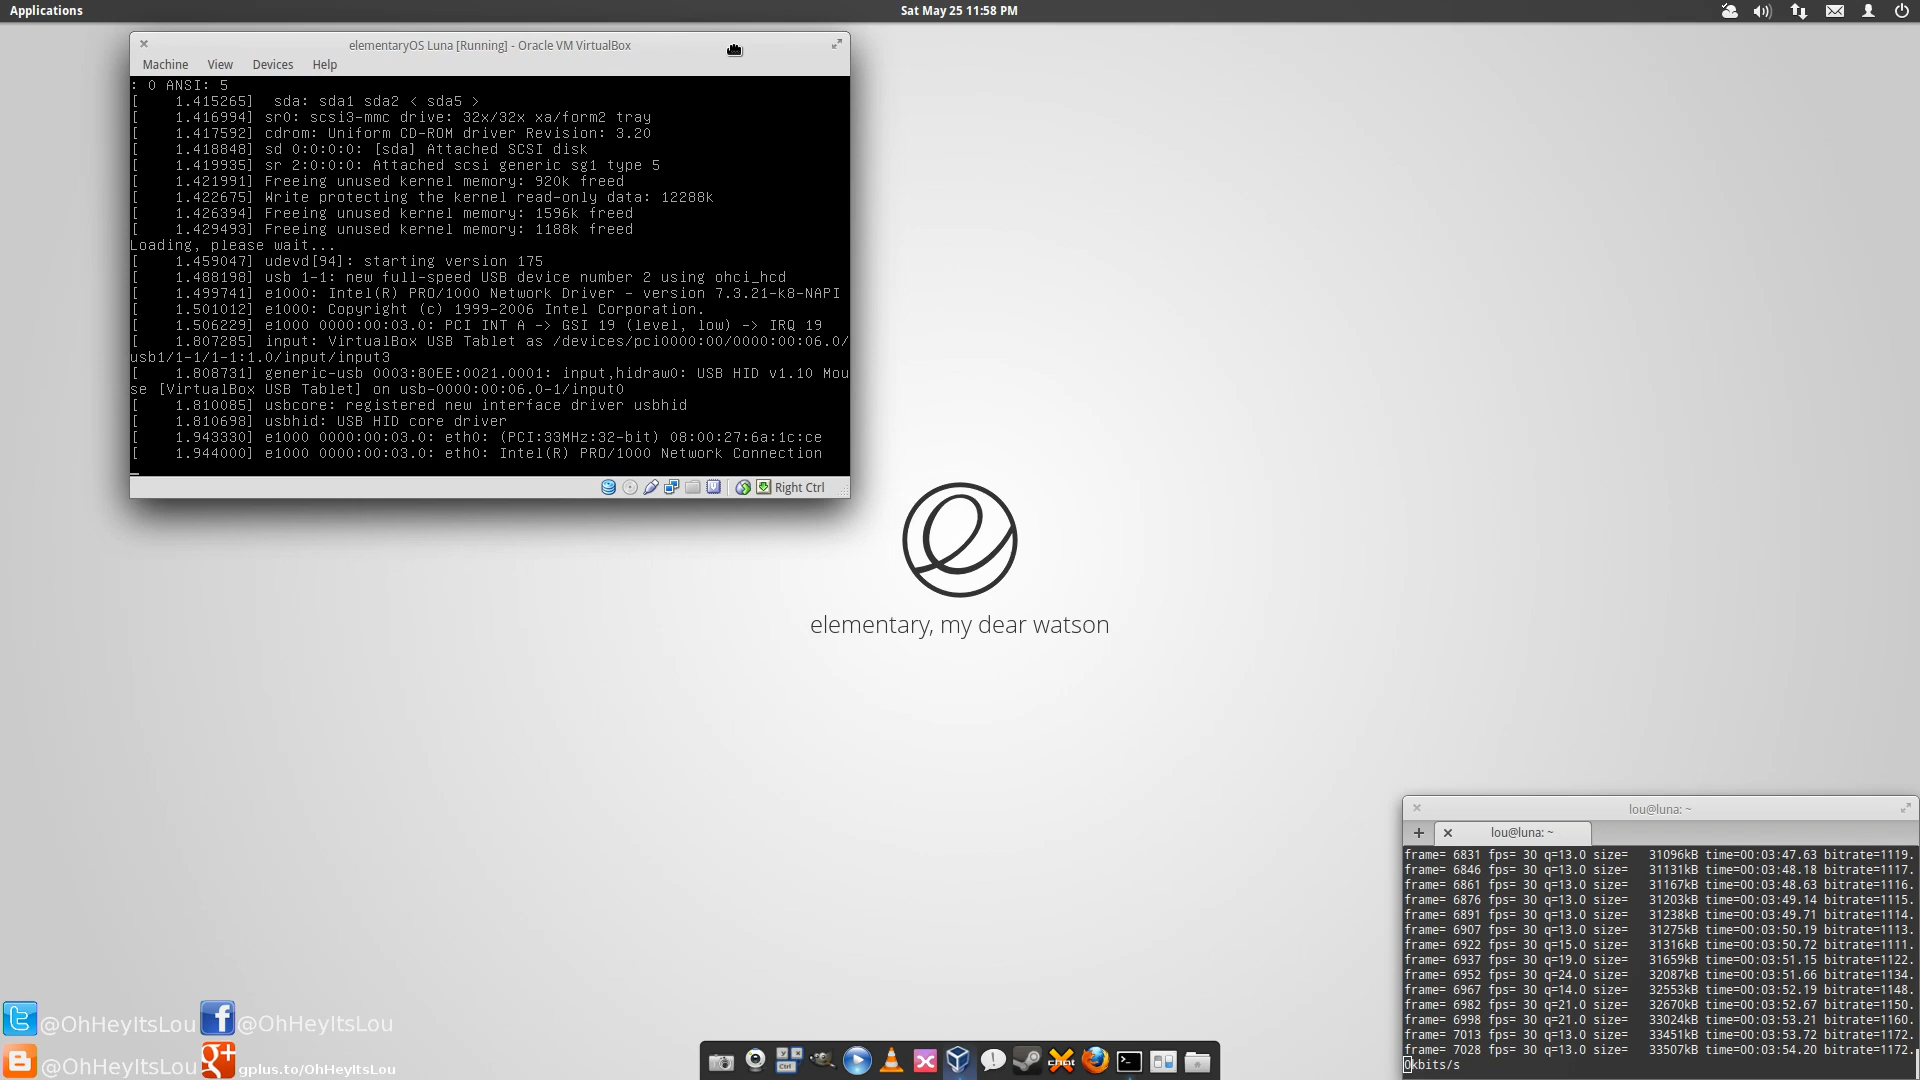 Applications
Sat May 25 11:58 PM
elementaryOS Luna [Running] - Oracle VM VirtualBox
Machine View Devices Help
: 0 ANSI: 5
[    1.415265]  sda: sda1 sda2 < sda5 >
[    1.416994] sr0: scsi3-mmc drive: 32x/32x xa/form2 tray
[    1.417592] cdrom: Uniform CD-ROM driver Revision: 3.20
[    1.418848] sd 0:0:0:0: [sda] Attached SCSI disk
[    1.419935] sr 2:0:0:0: Attached scsi generic sg1 type 5
[    1.421991] Freeing unused kernel memory: 920k freed
[    1.422675] Write protecting the kernel read-only data: 12288k
[    1.426394] Freeing unused kernel memory: 1596k freed
[    1.429493] Freeing unused kernel memory: 1188k freed
Loading, please wait...
[    1.459047] udevd[94]: starting version 175
[    1.488198] usb 1-1: new full-speed USB device number 2 using ohci_hcd
[    1.499741] e1000: Intel(R) PRO/1000 Network Driver - version 7.3.21-k8-NAPI
[    1.501012] e1000: Copyright (c) 1999-2006 Intel Corporation.
[    1.506229] e1000 0000:00:03.0: PCI INT A -> GSI 19 (level, low) -> IRQ 19
[    1.807285] input: VirtualBox USB Tablet as /devices/pci0000:00/0000:00:06.0/
usb1/1-1/1-1:1.0/input/input3
[    1.808731] generic-usb 0003:80EE:0021.0001: input,hidraw0: USB HID v1.10 Mou
se [VirtualBox USB Tablet] on usb-0000:00:06.0-1/input0
[    1.810085] usbcore: registered new interface driver usbhid
[    1.810698] usbhid: USB HID core driver
[    1.943330] e1000 0000:00:03.0: eth0: (PCI:33MHz:32-bit) 08:00:27:6a:1c:ce
[    1.944000] e1000 0000:00:03.0: eth0: Intel(R) PRO/1000 Network Connection
Right Ctrl
elementary, my dear watson
lou@luna: ~
lou@luna: ~
frame= 6831 fps= 30 q=13.0 size=   31096kB time=00:03:47.63 bitrate=1119.
frame= 6846 fps= 30 q=13.0 size=   31131kB time=00:03:48.18 bitrate=1117.
frame= 6861 fps= 30 q=13.0 size=   31167kB time=00:03:48.63 bitrate=1116.
frame= 6876 fps= 30 q=13.0 size=   31203kB time=00:03:49.14 bitrate=1115.
frame= 6891 fps= 30 q=13.0 size=   31238kB time=00:03:49.71 bitrate=1114.
frame= 6907 fps= 30 q=13.0 size=   31275kB time=00:03:50.19 bitrate=1113.
frame= 6922 fps= 30 q=15.0 size=   31316kB time=00:03:50.72 bitrate=1111.
frame= 6937 fps= 30 q=19.0 size=   31659kB time=00:03:51.15 bitrate=1122.
frame= 6952 fps= 30 q=24.0 size=   32087kB time=00:03:51.66 bitrate=1134.
frame= 6967 fps= 30 q=14.0 size=   32553kB time=00:03:52.19 bitrate=1148.
frame= 6982 fps= 30 q=21.0 size=   32670kB time=00:03:52.67 bitrate=1150.
frame= 6998 fps= 30 q=21.0 size=   33024kB time=00:03:53.21 bitrate=1160.
frame= 7013 fps= 30 q=13.0 size=   33451kB time=00:03:53.72 bitrate=1172.
frame= 7028 fps= 30 q=13.0 size=   33507kB time=00:03:54.20 bitrate=1172.
0kbits/s
@OhHeyItsLou @OhHeyItsLou
@OhHeyItsLou gplus.to/OhHeyItsLou